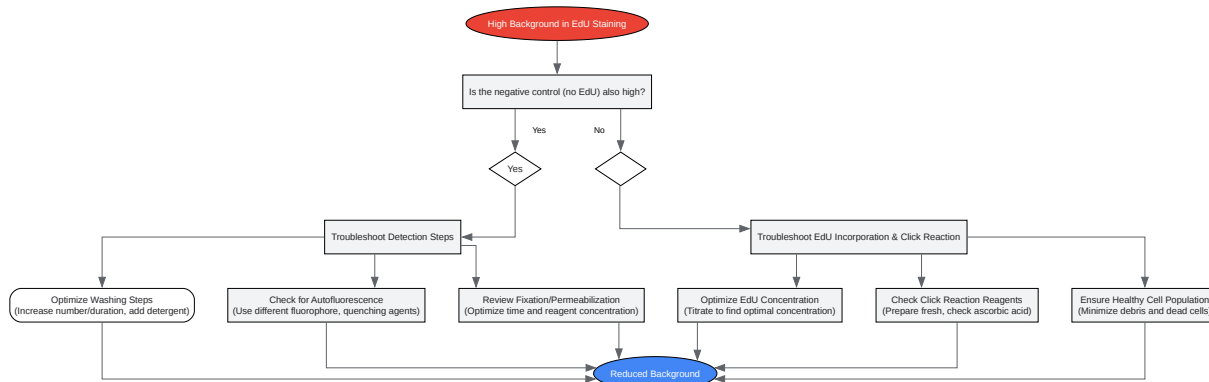 High Background in EdU Staining
Is the negative control (no EdU) also high?
Yes
No
Yes
Troubleshoot Detection Steps
Troubleshoot EdU Incorporation & Click Reaction
Optimize Washing Steps
(Increase number/duration, add detergent)
Check for Autofluorescence
(Use different fluorophore, quenching agents)
Review Fixation/Permeabilization
(Optimize time and reagent concentration)
Optimize EdU Concentration
(Titrate to find optimal concentration)
Check Click Reaction Reagents
(Prepare fresh, check ascorbic acid)
Ensure Healthy Cell Population
(Minimize debris and dead cells)
Reduced Background